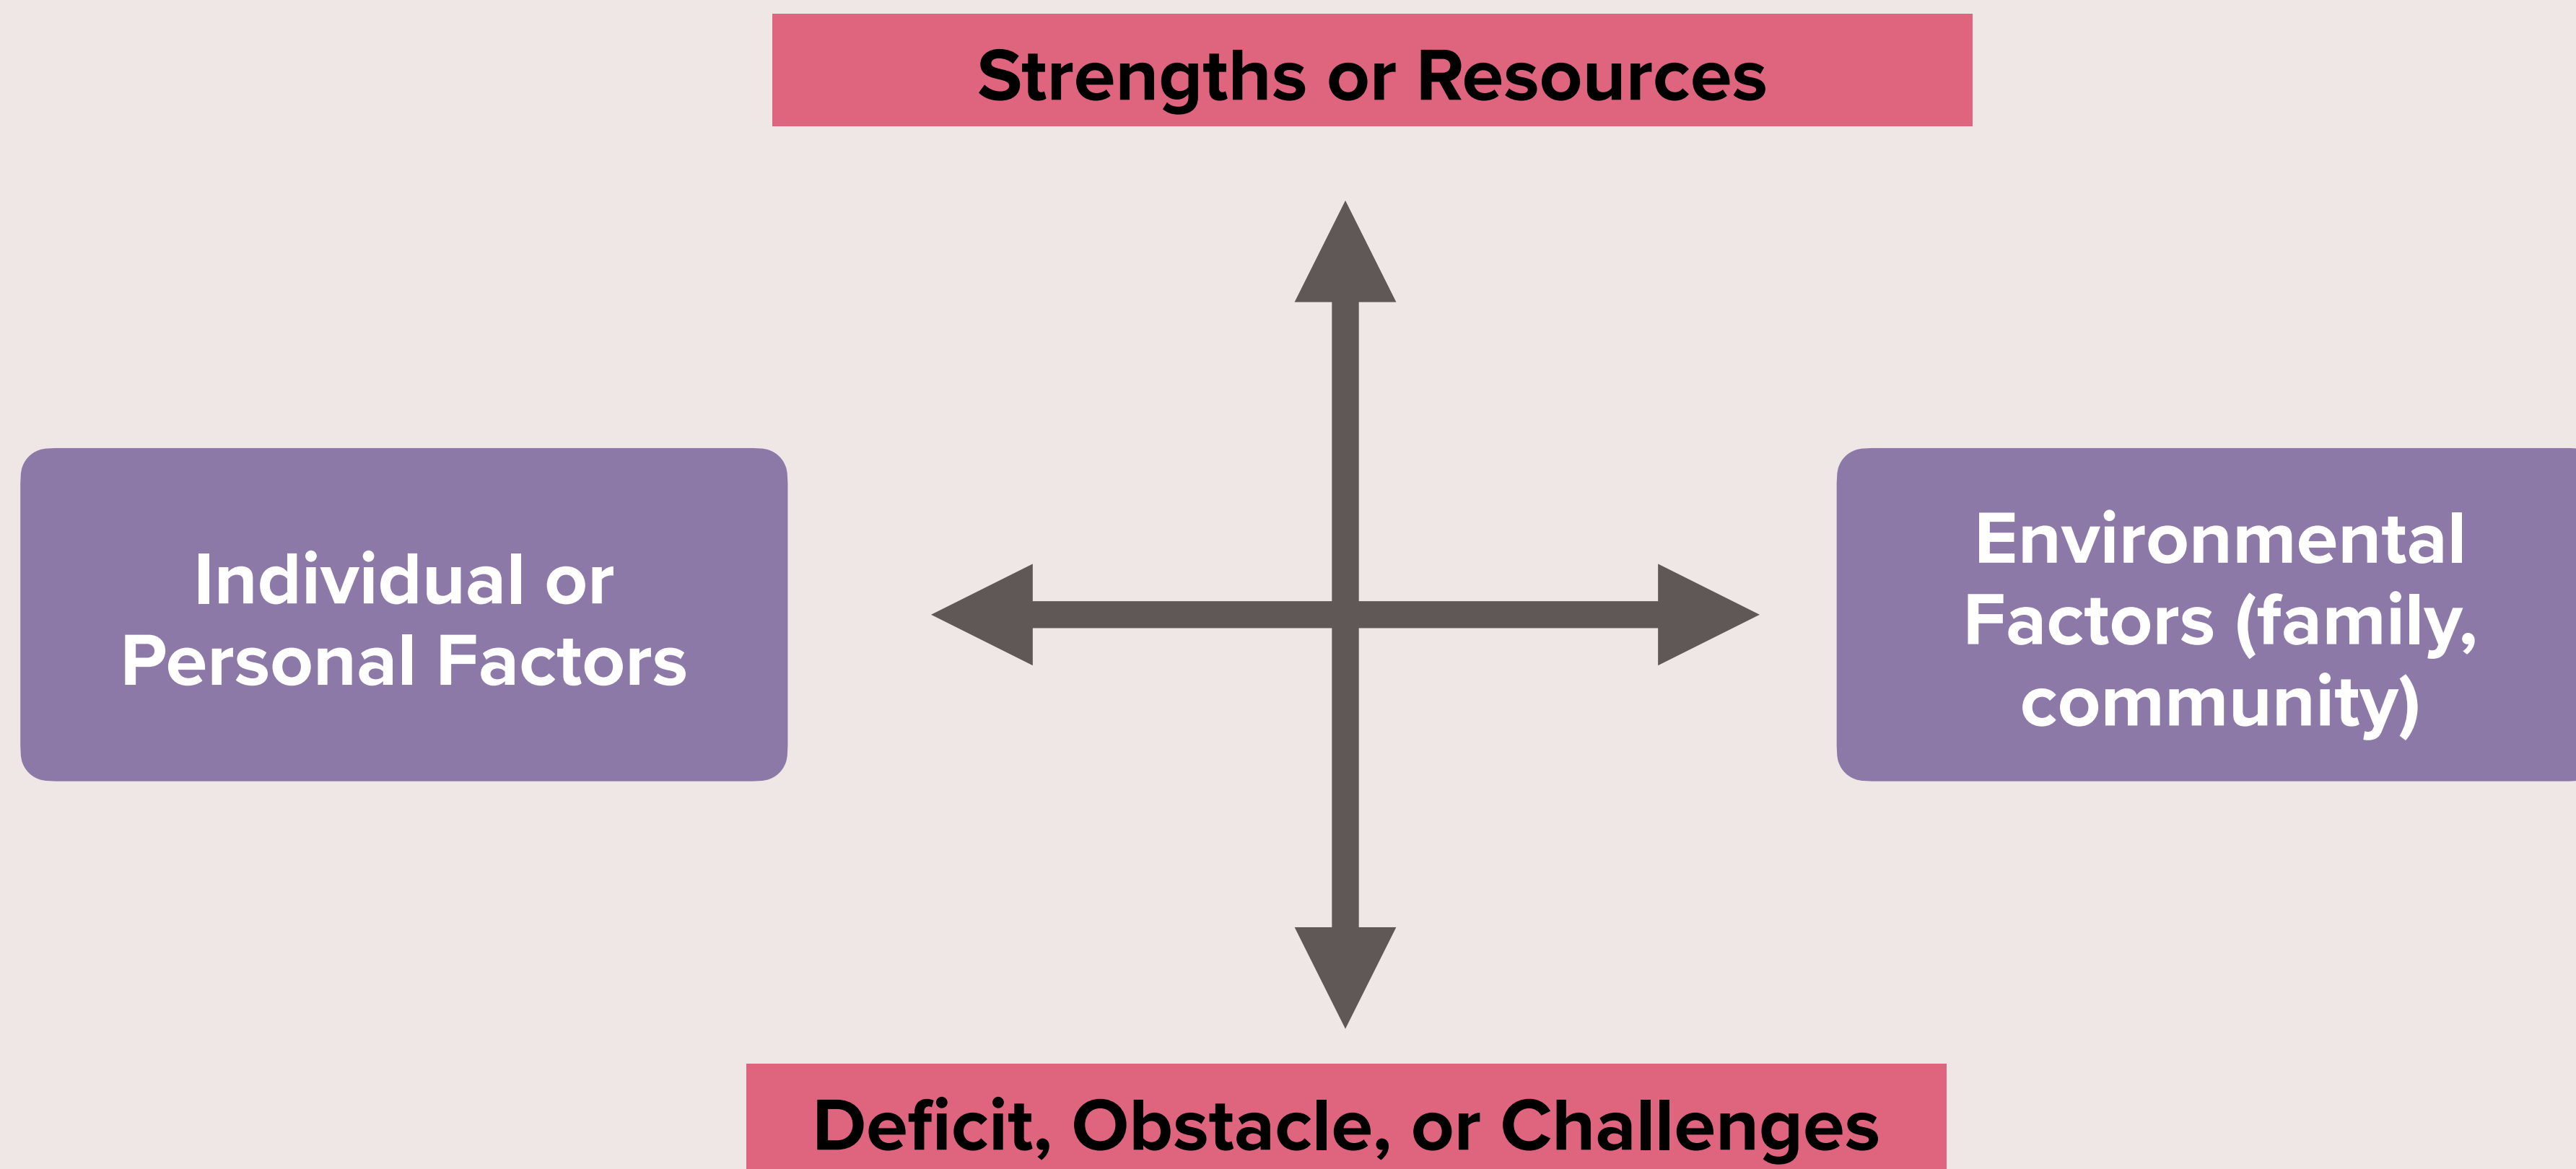 Strengths or Resources
Individual or
Personal Factors
Environmental
Factors (family,
community)
Deficit, Obstacle, or Challenges